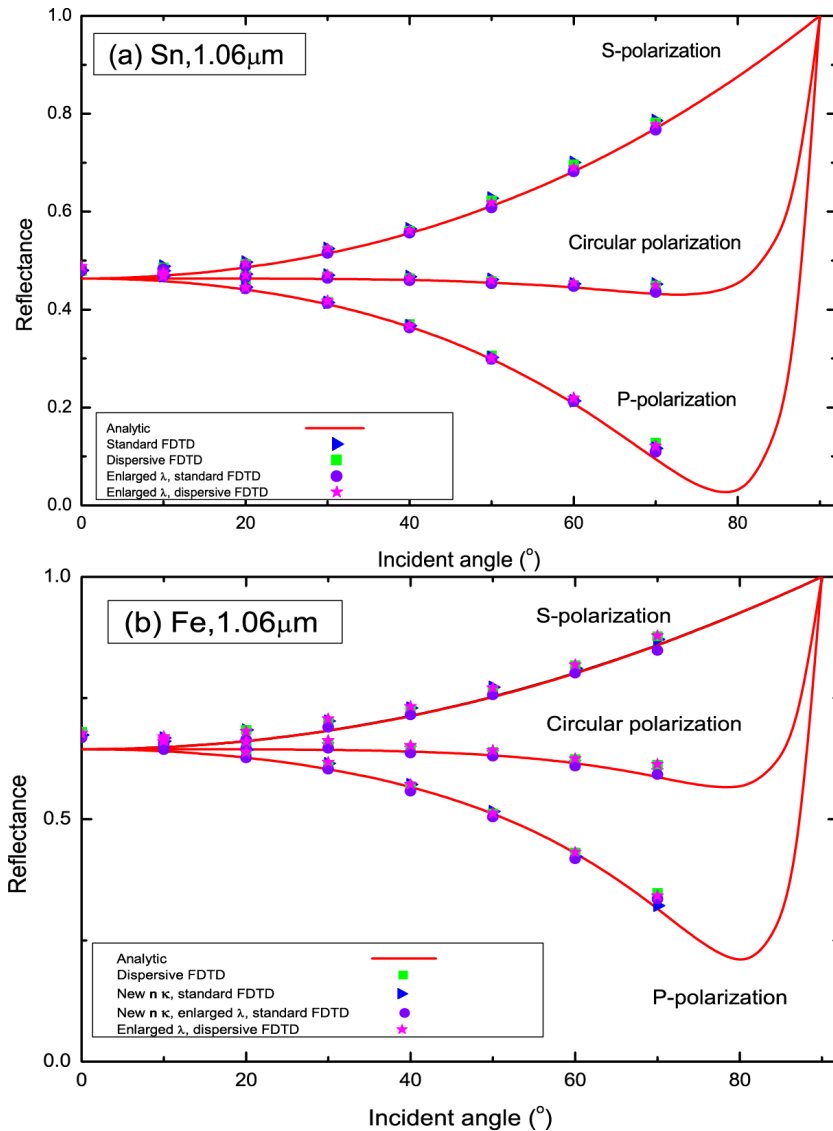 1.0
(a) Sn,1.06μm
S-polarization
0.8
0.6
Circular polarization
Reflectance
0.4
P-polarization
0.2
Analytic
Standard FDTD
Dispersive FDTD
Enlarged λ, standard FDTD
Enlarged λ, dispersive FDTD
0.0
0 20 40 60 80
Incident angle (o)
1.0
(b) Fe,1.06μm
S-polarization
Circular polarization
0.5
Reflectance
Analytic
Dispersive FDTD
New n κ, standard FDTD
New n κ, enlarged λ, standard FDTD
Enlarged λ, dispersive FDTD
P-polarization
0.0
0 20 40 60 80
Incident angle (o)